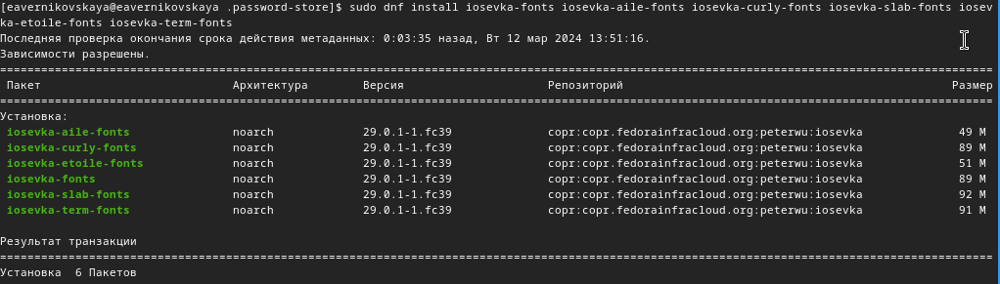 [eavernikovskaya@eavernikovskaya .password-store]$ sudo dnf install iosevka-fonts iosevka-aile-fonts iosevka-curly-fonts iosevka-slab-fonts iosev
ka-etoile-fonts iosevka-term-fonts
Последняя проверка окончания срока действия метаданных: 0:03:35 назад, Вт 12 мар 2024 13:51:16.
Зависимости разрешены.
================================================================================
Пакет Архитектура Версия Репозиторий Размер
================================================================================
Установка:
iosevka-aile-fonts noarch 29.0.1-1.fc39 copr:copr.fedorainfracloud.org:peterwu:iosevka 49 M
iosevka-curly-fonts noarch 29.0.1-1.fc39 copr:copr.fedorainfracloud.org:peterwu:iosevka 89 M
iosevka-etoile-fonts noarch 29.0.1-1.fc39 copr:copr.fedorainfracloud.org:peterwu:iosevka 51 M
iosevka-fonts noarch 29.0.1-1.fc39 copr:copr.fedorainfracloud.org:peterwu:iosevka 89 M
iosevka-slab-fonts noarch 29.0.1-1.fc39 copr:copr.fedorainfracloud.org:peterwu:iosevka 92 M
iosevka-term-fonts noarch 29.0.1-1.fc39 copr:copr.fedorainfracloud.org:peterwu:iosevka 91 M
Результат транзакции
================================================================================
Установка 6 Пакетов